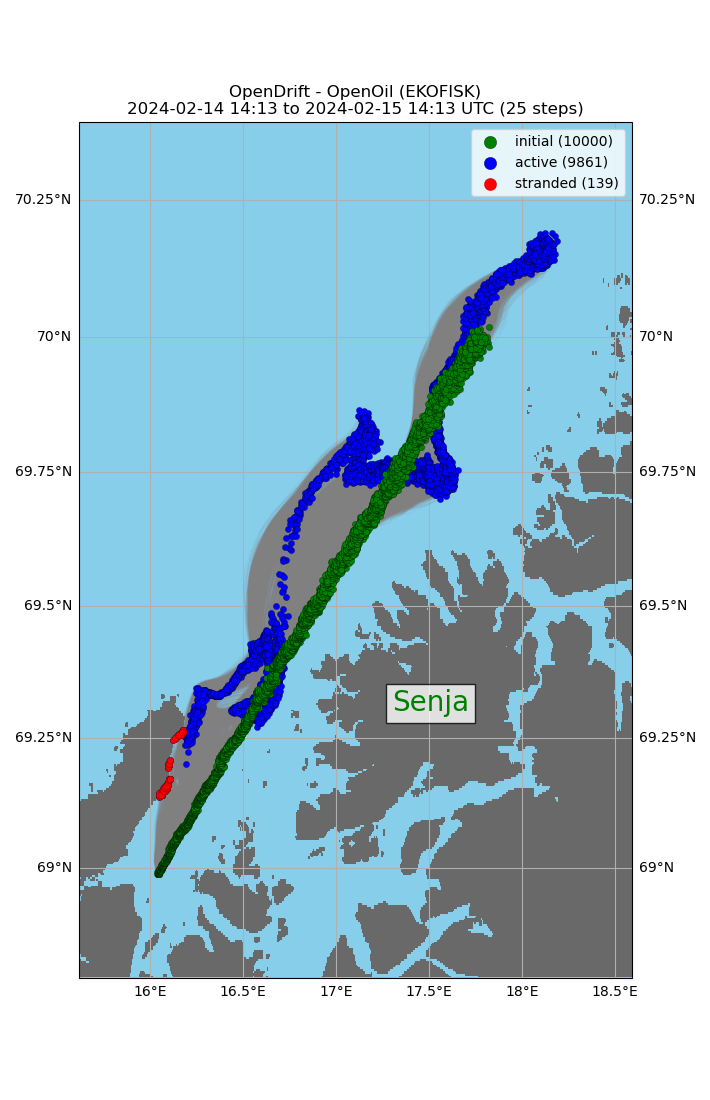 OpenDrift - OpenOil (EKOFISK)
2024-02-14 14:13 to 2024-02-15 14:13 UTC (25 steps)
initial (10000)
active (9861)
stranded (139)
70.25°N
70.25°N
70°N
70°N
69.75°N
69.75°N
69.5°N
69.5°N
Senja
69.25°N
69.25°N
69°N
69°N
16°E
16.5°E
17°E
17.5°E
18°E
18.5°E